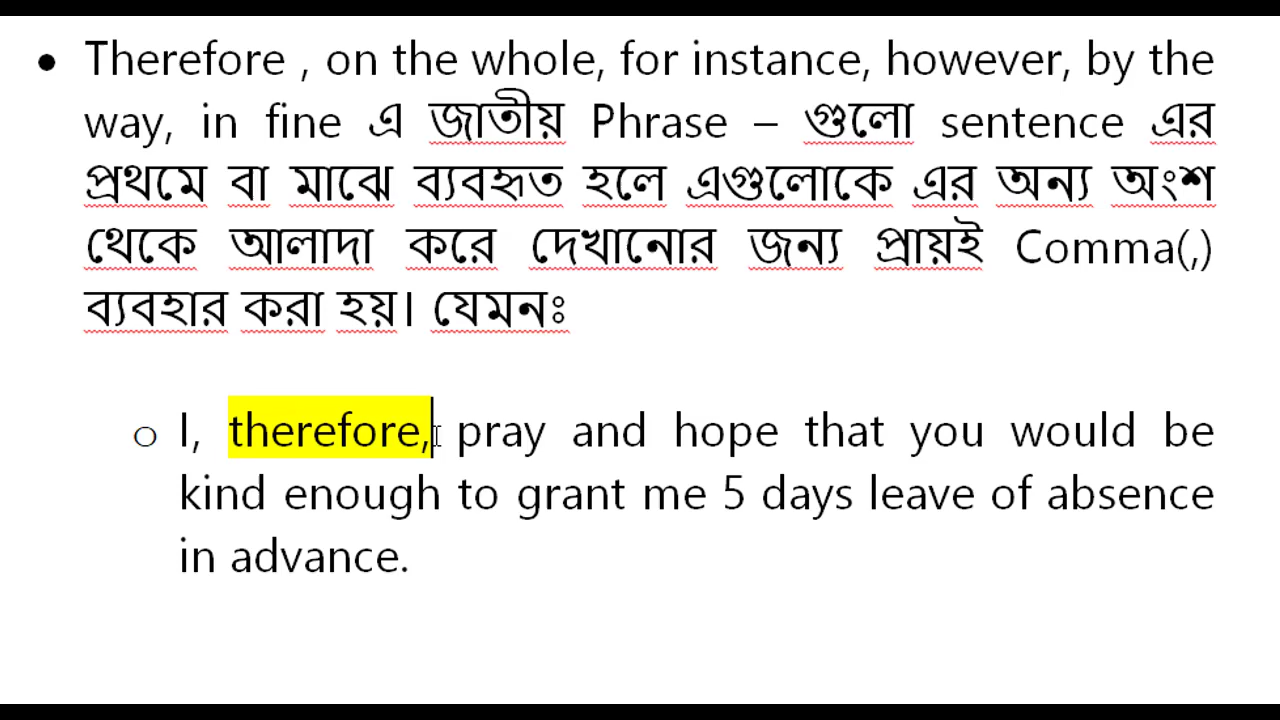 • Therefore , on the whole, for instance, however, by the
way, in fine এ জাতীয় Phrase – গুলো sentence এর
প্রথমে বা মাঝে ব্যবহৃত হলে এগুলোকে এর অন্য অংশ
থেকে আলাদা করে দেখানোর জন্য প্রায়ই Comma(,)
ব্যবহার করা হয়। যেমনঃ
o I, therefore, pray and hope that you would be
kind enough to grant me 5 days leave of absence
in advance.